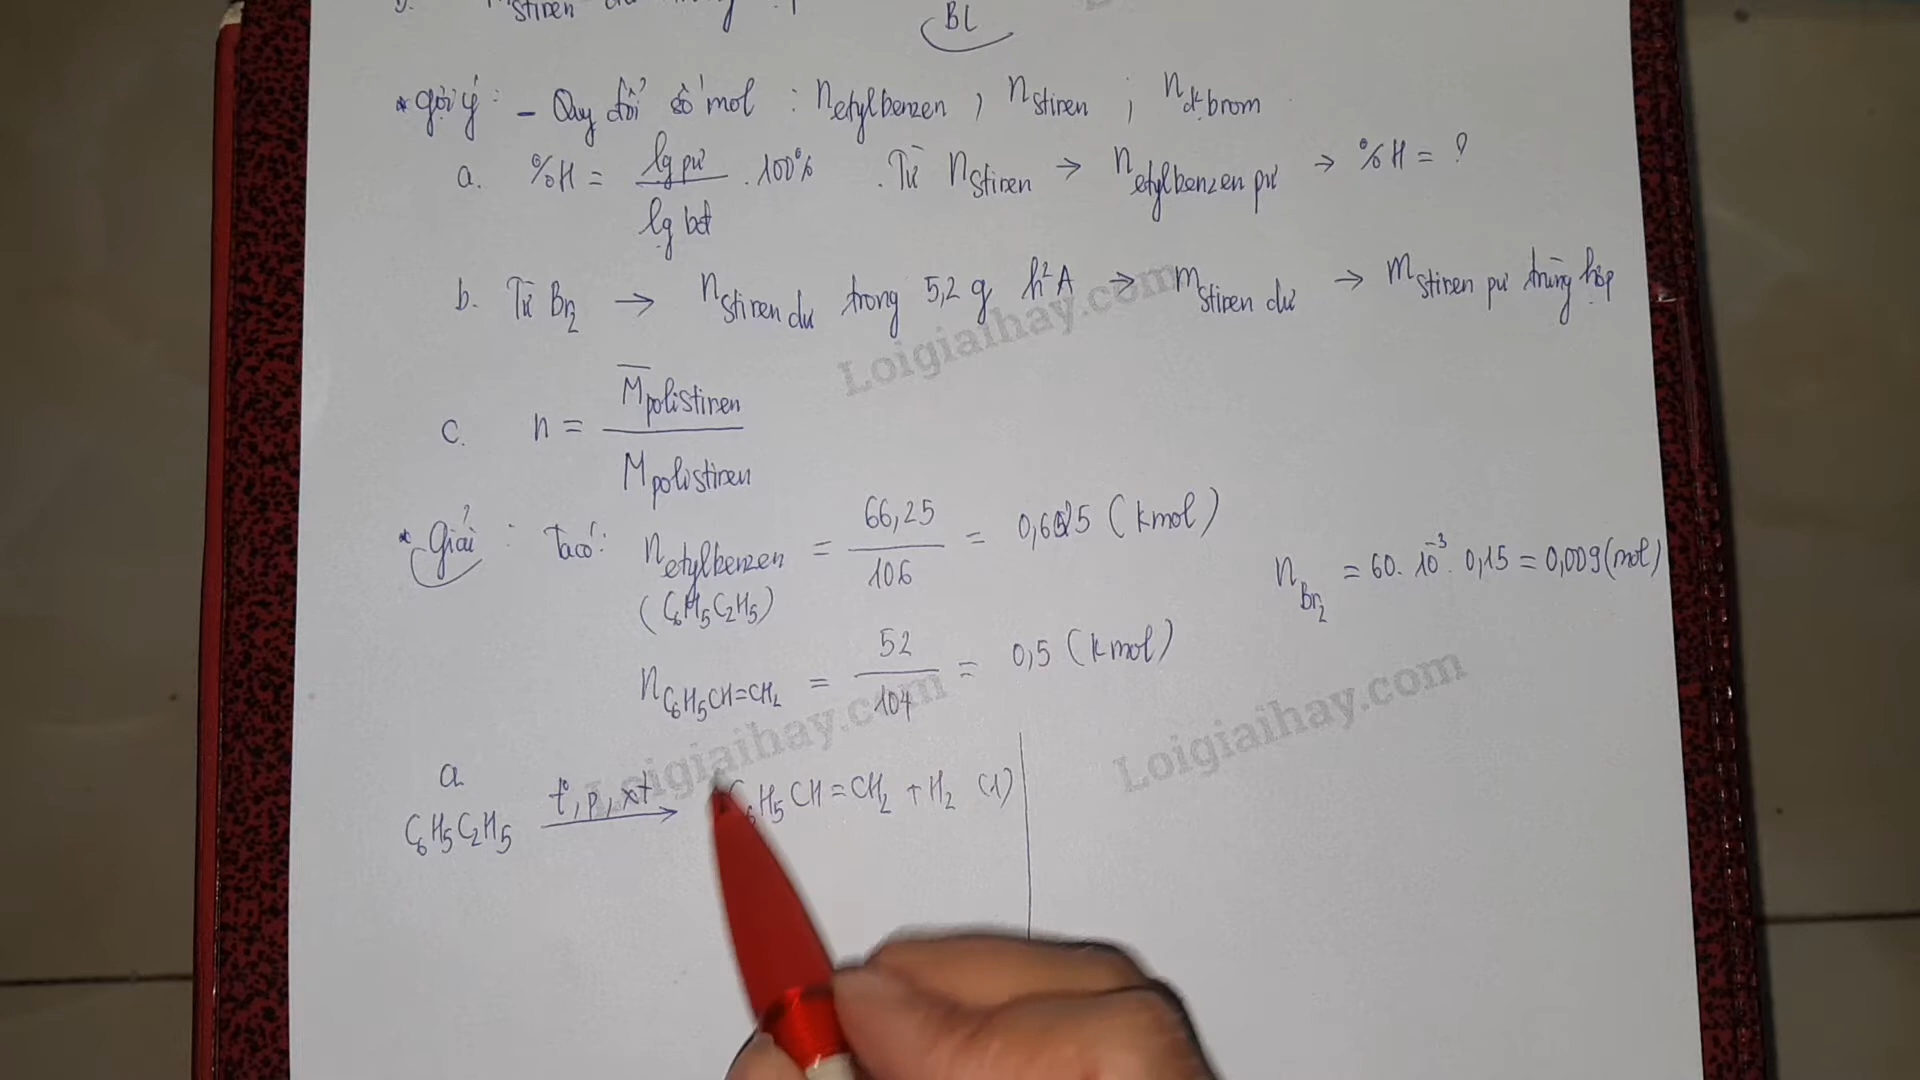 BL
* gợi ý : - Quy đổi số mol : n etylbenzen , n stiren ; n dd brom
a. %H = lg pư / lg bđ . 100% . Từ n stiren → n etylbenzen pư → %H = ?
b. Từ Br2 → n stiren dư trong 5,2 g h2 A → m stiren dư → m stiren pư trùng hợp
c. n = M̅ polistiren / M polistiren
* Giải : Ta có: n etylbenzen = 66,25 / 106 = 0,625 (kmol)
(C6H5C2H5)
n Br2 = 60. 10^-3. 0,15 = 0,009 (mol)
n C6H5CH=CH2 = 52 / 104 = 0,5 (kmol)
a.
C6H5C2H5 t°, p, xt → C6H5CH=CH2 + H2 (1)
Loigiaihay.com
Loigiaihay.com
Loigiaihay.com